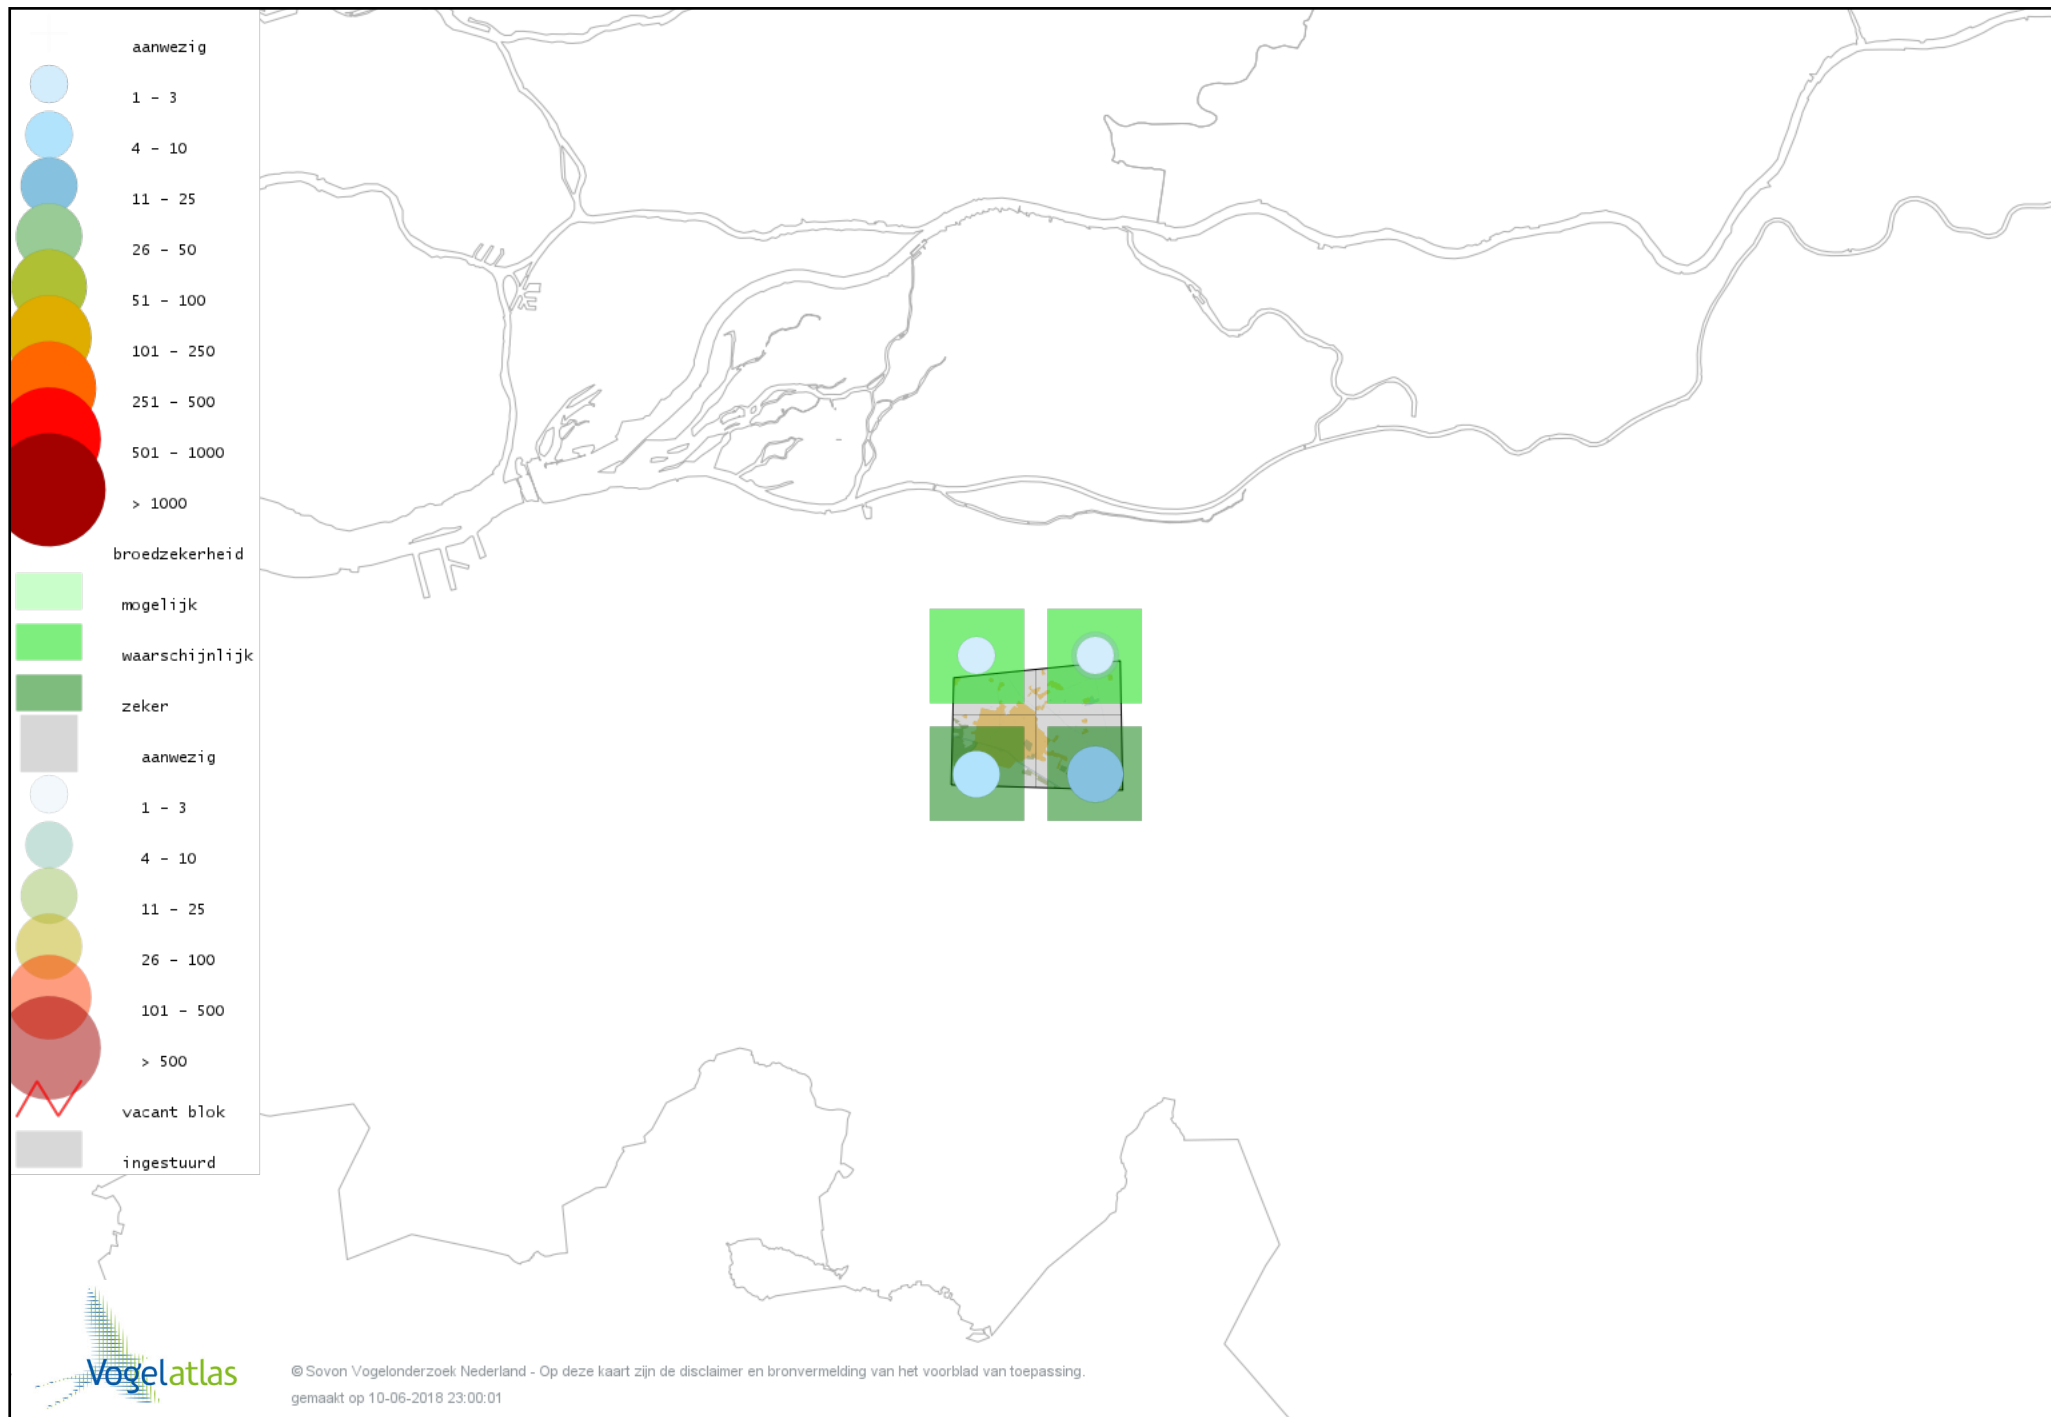 aanwezig
1 - 3
4 - 10
11 - 25
26 - 50
51 - 100
101 - 250
251 - 500
501 - 1000
> 1000
broedzekerheid
mogelijk
waarschijnlijk
zeker
aanwezig
1 - 3
4 - 10
11 - 25
26 - 100
101 - 500
> 500
vacant blok
ingestuurd
Vogelatlas
© Sovon Vogelonderzoek Nederland - Op deze kaart zijn de disclaimer en bronvermelding van het voorblad van toepassing.
gemaakt op 10-06-2018 23:00:01